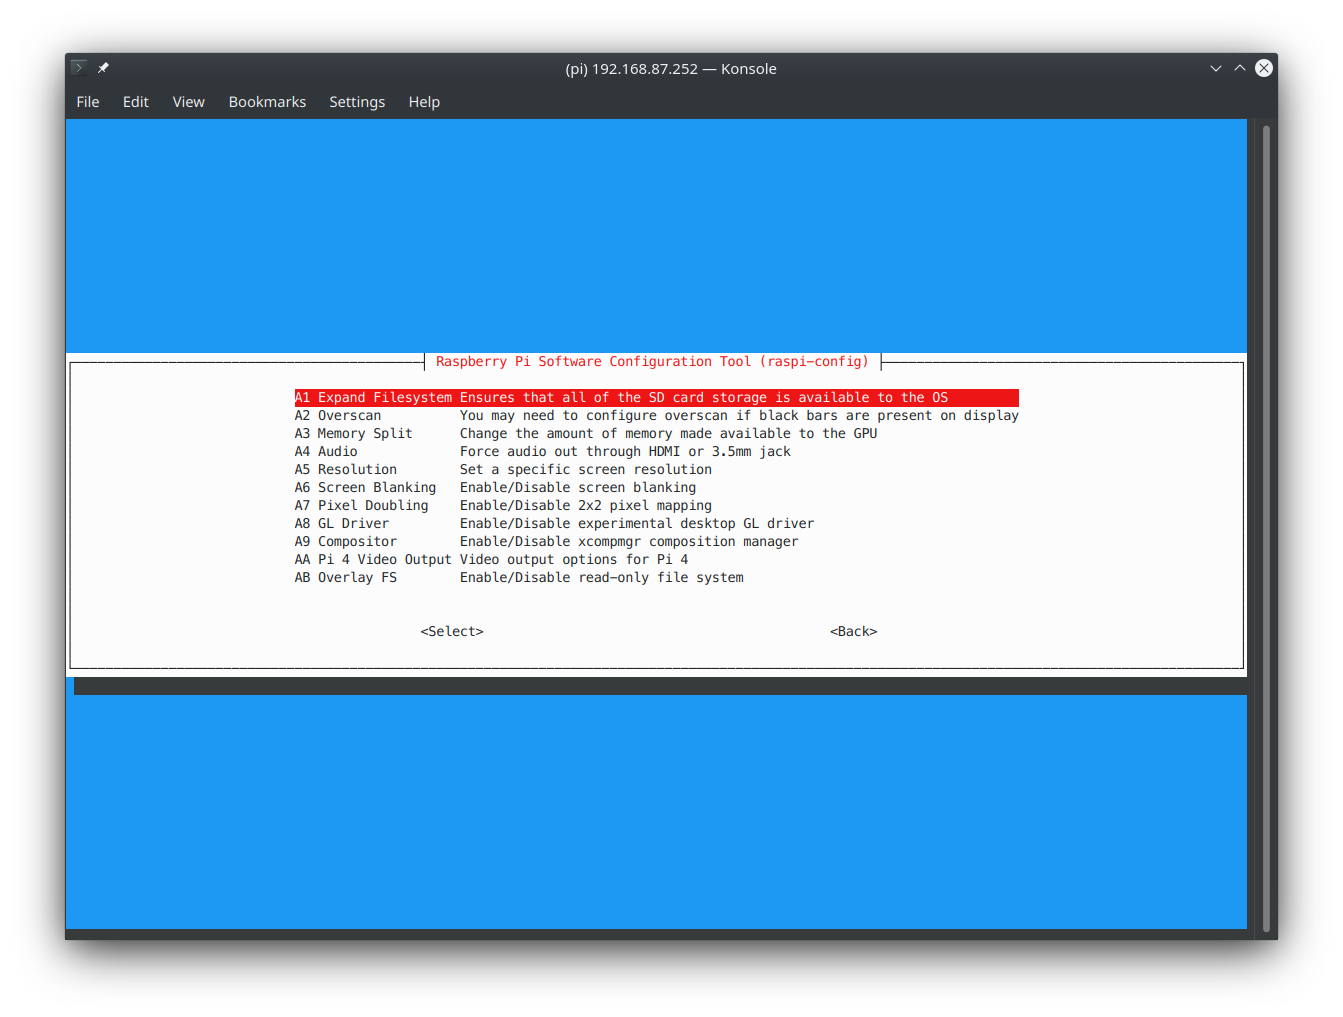 (pi) 192.168.87.252 — Konsole
File Edit View Bookmarks Settings Help
Raspberry Pi Software Configuration Tool (raspi-config)
A1 Expand Filesystem Ensures that all of the SD card storage is available to the OS
A2 Overscan You may need to configure overscan if black bars are present on display
A3 Memory Split Change the amount of memory made available to the GPU
A4 Audio Force audio out through HDMI or 3.5mm jack
A5 Resolution Set a specific screen resolution
A6 Screen Blanking Enable/Disable screen blanking
A7 Pixel Doubling Enable/Disable 2x2 pixel mapping
A8 GL Driver Enable/Disable experimental desktop GL driver
A9 Compositor Enable/Disable xcompmgr composition manager
AA Pi 4 Video Output Video output options for Pi 4
AB Overlay FS Enable/Disable read-only file system
<Select> <Back>